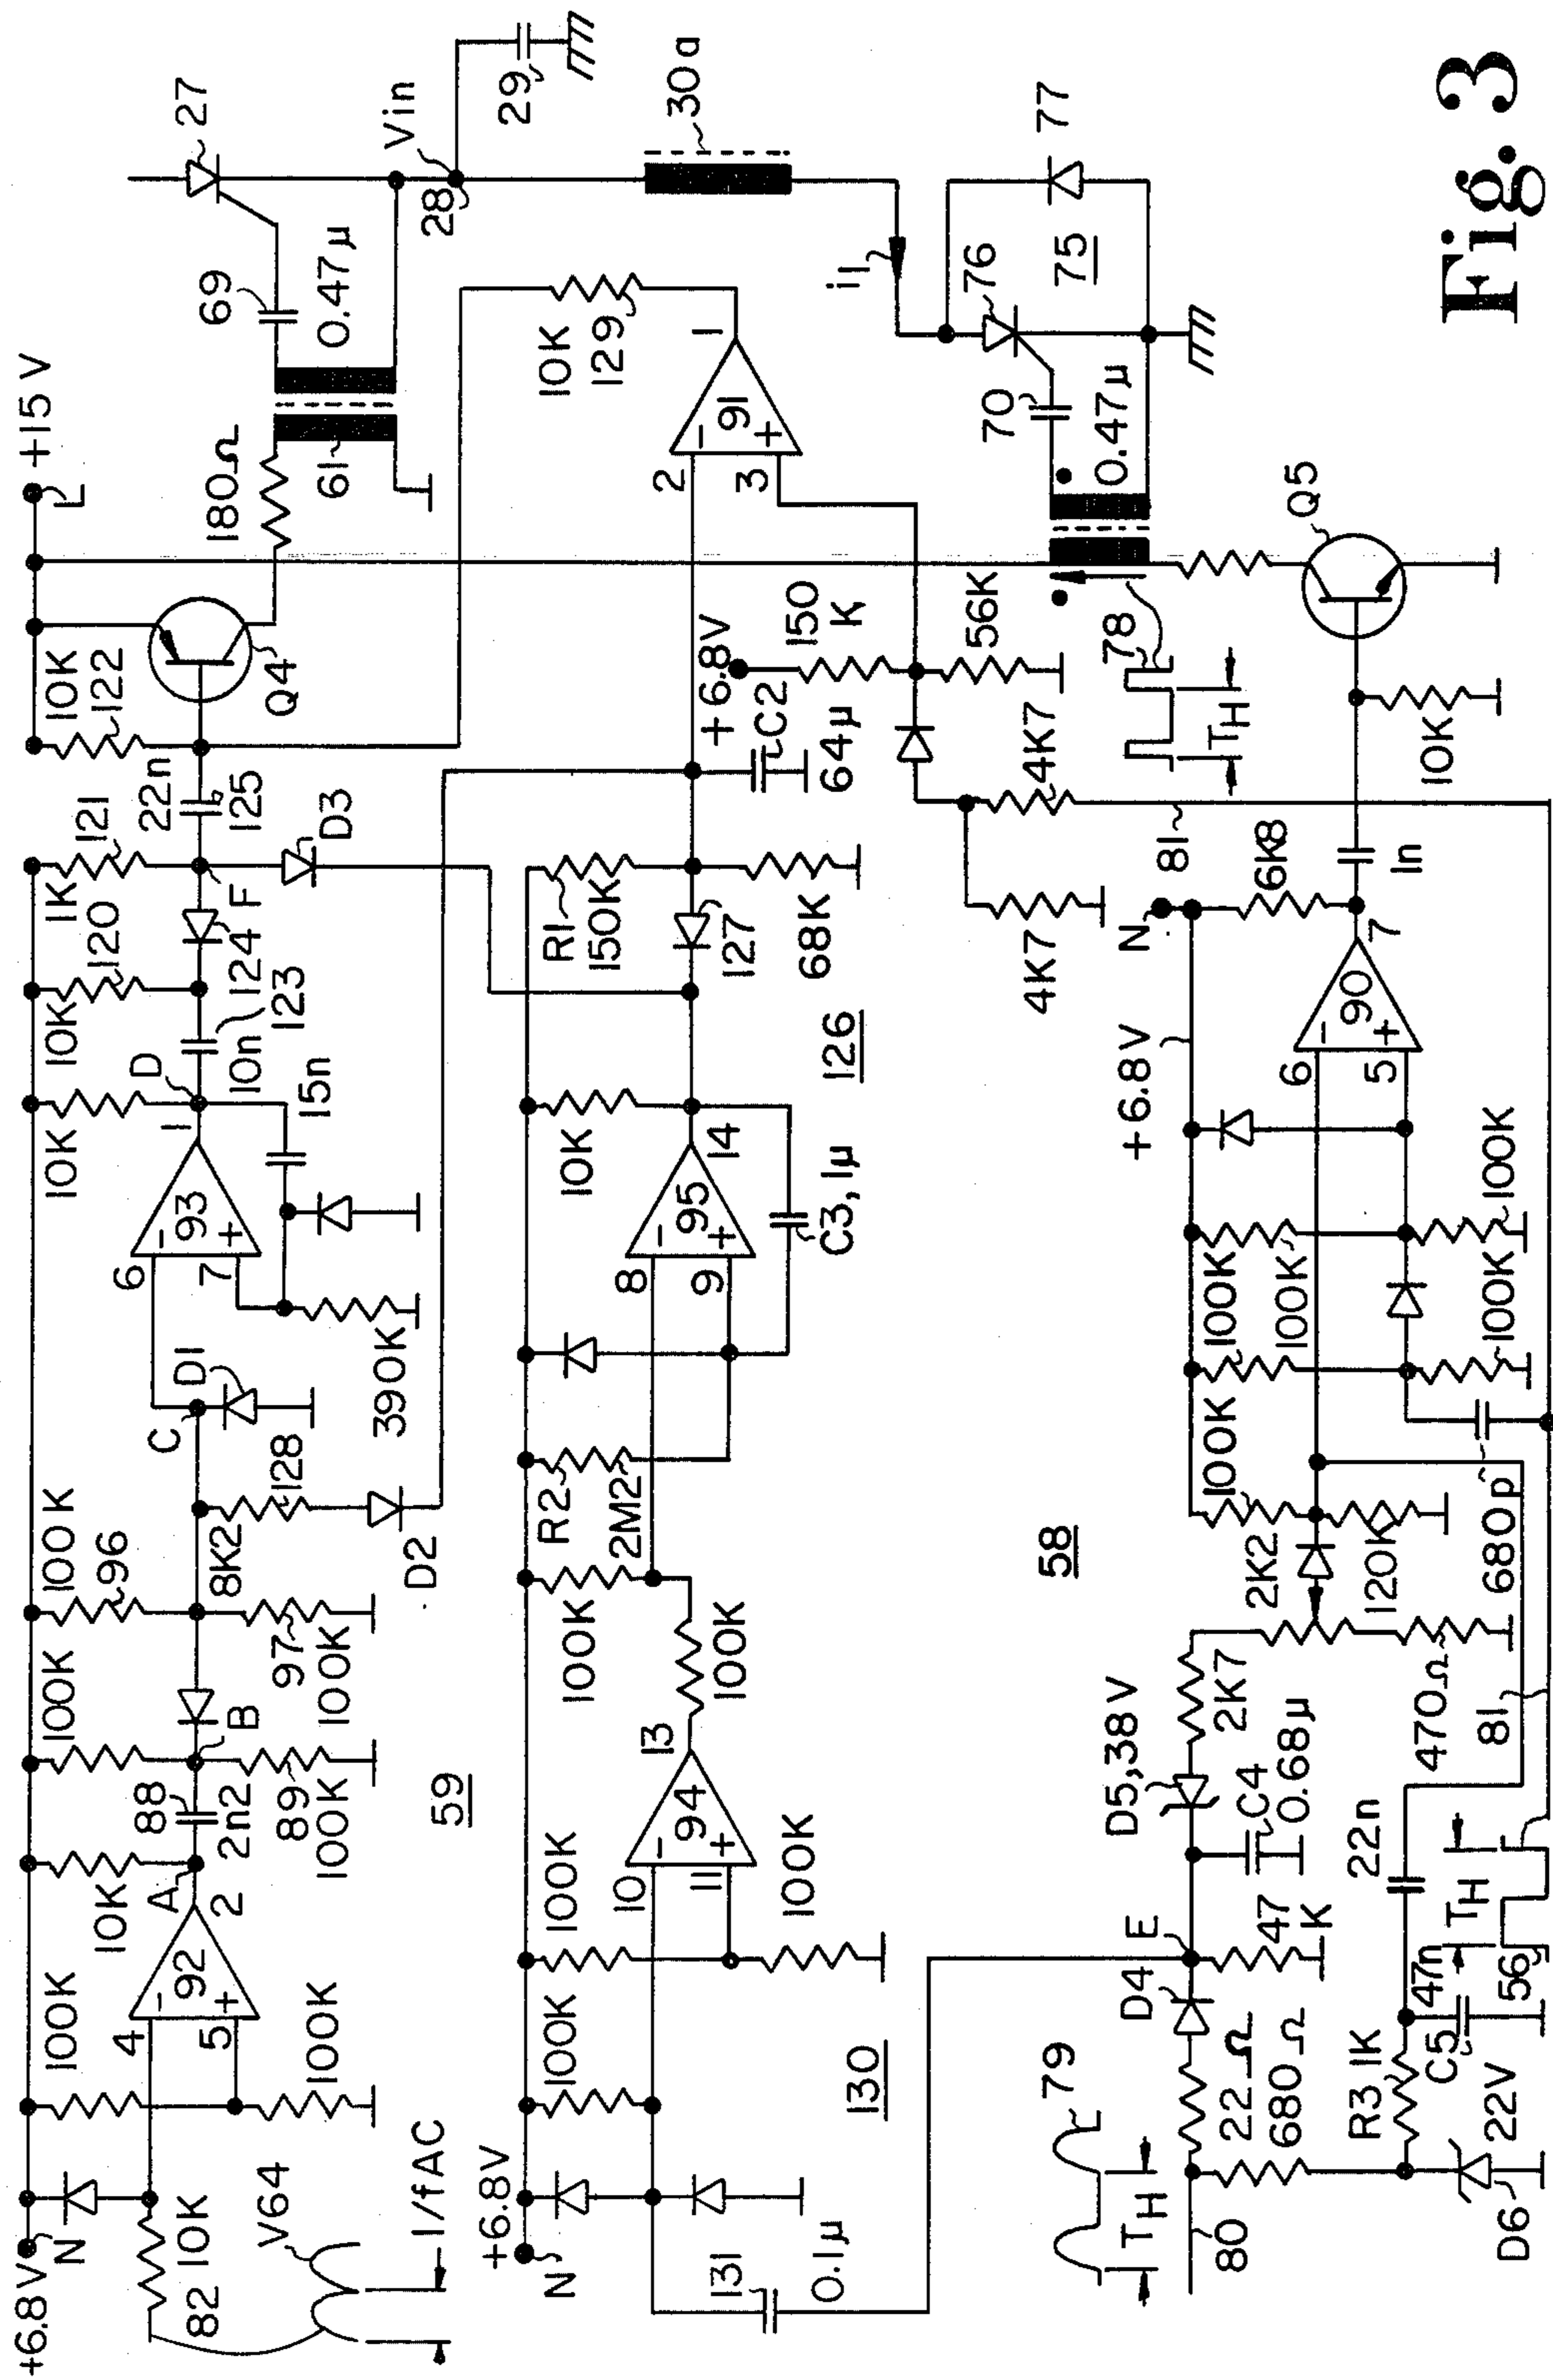 +6.8V
N
82
10K
V64
1/fAC
100K
4
5
92
100K
10K
A
2
88
2n2
89
100K
100K
B
97
100K
100K
96
8K2
128
D2
C
D1
390K
6
7
93
1
D
10K
15n
10n
123
10K
120
124
F
1K
121
22n
125
D3
10K
122
Q4
+15 V
L
180Ω
61
69
0.47µ
27
Vin
28
29
30a
59
+6.8V
N
131
0.1µ
130
100K
100K
10
11
94
13
100K
100K
100K
R2
2M2
8
9
95
14
10K
C3, 1µ
126
R1
150K
127
68K
+6.8V
C2
64µ
150
K
56K
2
3
91
1
10K
129
i1
76
75
77
70
0.47µ
78
TH
Q5
10K
4K7
4K7
81
N
6K8
1n
7
90
6
5
+6.8V
100K
100K
100K
100K
100K
2K2
120K
680p
58
79
TH
80
22Ω
680Ω
D4
E
47
K
C4
0.68µ
D5,38V
2K7
470Ω
81
22n
TH
47n
56
C5
R3 1K
22V
D6
Fig. 3